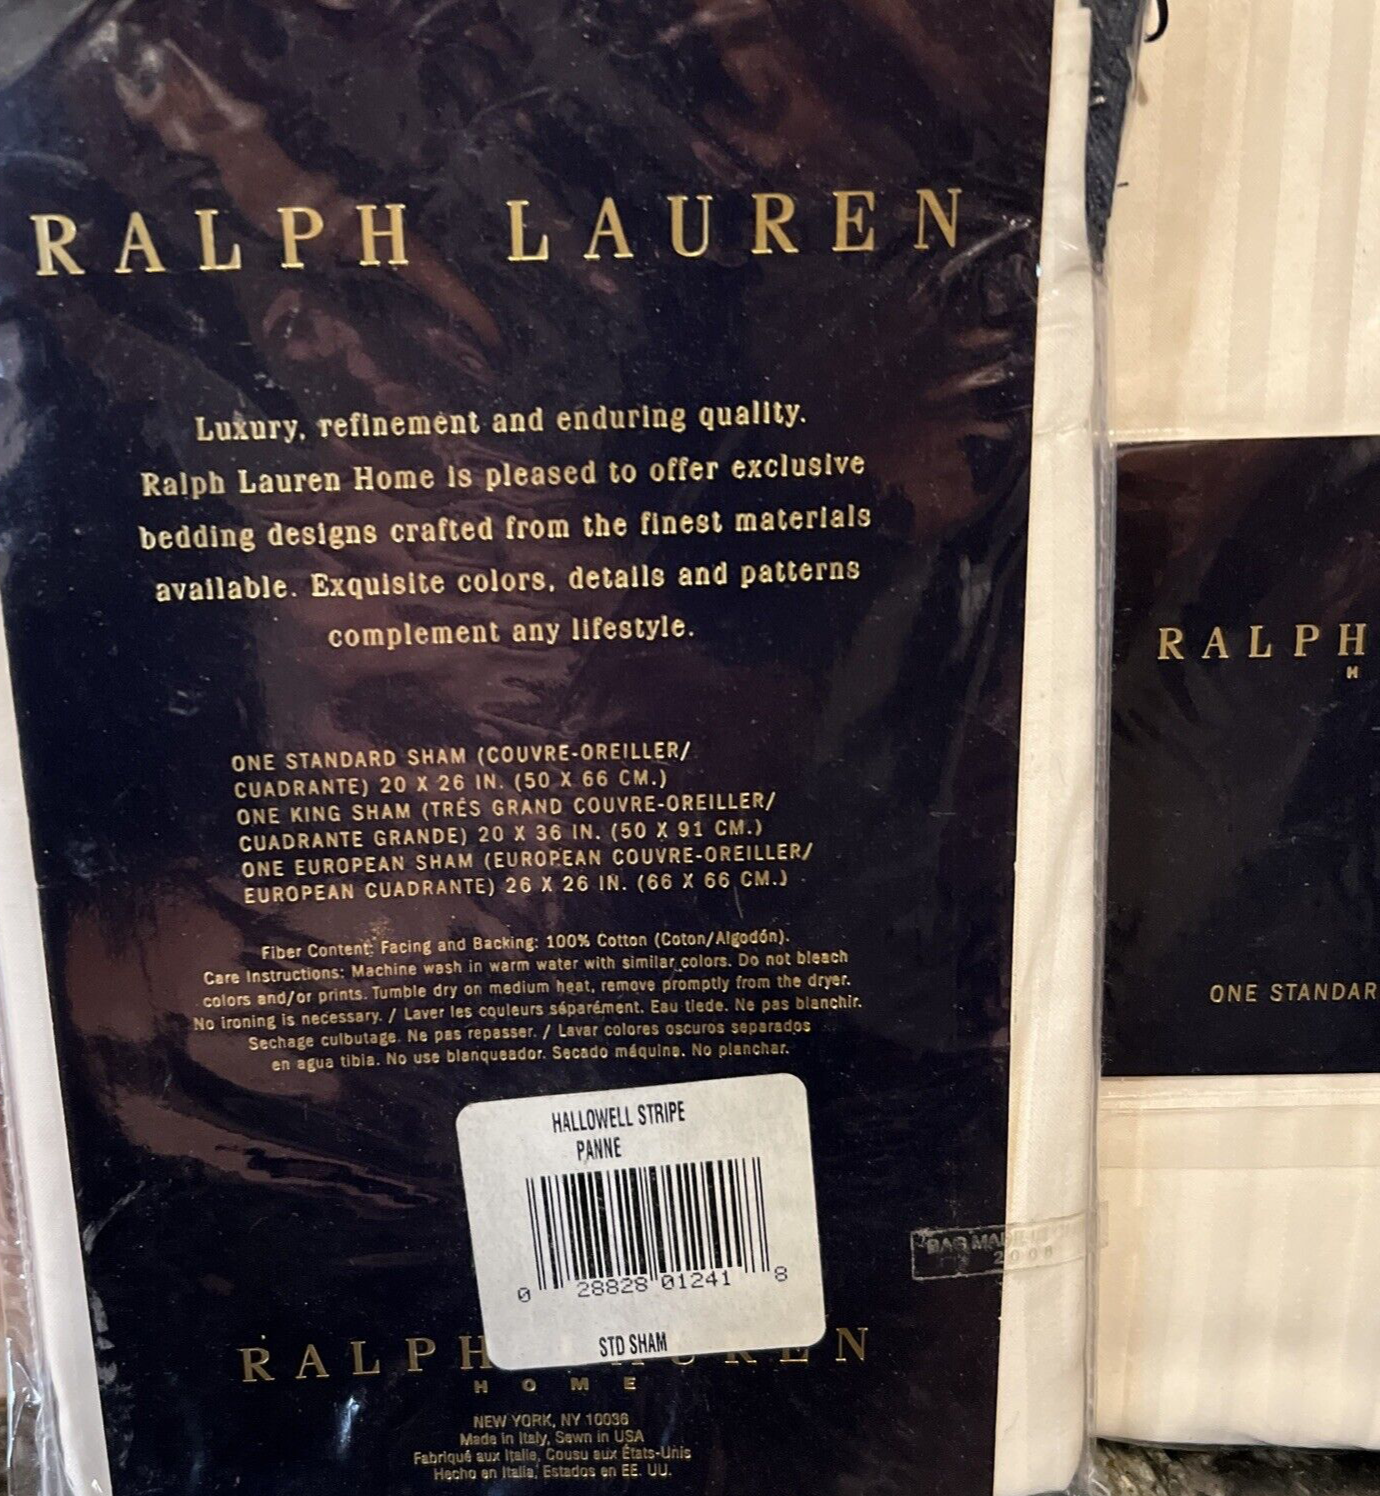 RALPH LAUREN
Luxury, refinement and enduring quality.
Ralph Lauren Home is pleased to offer exclusive
bedding designs crafted from the finest materials
available. Exquisite colors, details and patterns
complement any lifestyle.
ONE STANDARD SHAM (COUVRE-OREILLER/
CUADRANTE) 20 X 26 IN. (50 X 66 CM.)
ONE KING SHAM (TRÉS GRAND COUVRE-OREILLER/
CUADRANTE GRANDE) 20 X 36 IN. (50 X 91 CM.)
ONE EUROPEAN SHAM (EUROPEAN COUVRE-OREILLER/
EUROPEAN CUADRANTE) 26 X 26 IN. (66 X 66 CM.)
Fiber Content: Facing and Backing: 100% Cotton (Coton/Algodón).
Care Instructions: Machine wash in warm water with similar colors. Do not bleach
colors and/or prints. Tumble dry on medium heat, remove promptly from the dryer.
No ironing is necessary. / Laver les couleurs séparément. Eau tiede. Ne pas blanchir.
Sechage culbutage. Ne pas repasser. / Lavar colores oscuros separados
en agua tibia. No use blanqueador. Secado máquina. No planchar.
HALLOWELL STRIPE
PANNE
0 28828 01241 8
STD SHAM
RALPH LAUREN
HOME
NEW YORK, NY 10036
Made in Italy, Sewn in USA
Fabriqué aux Italie, Cousu aux États-Unis
Hecho en Italia, Estados en EE. UU.
BAG MADE
2008
RALPH
H
ONE STANDAR